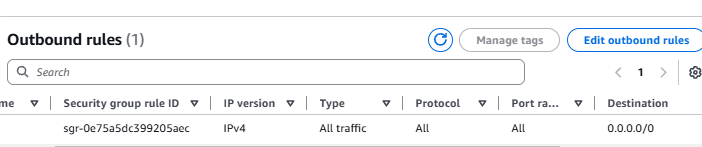 Outbound rules (1)
Manage tags
Edit outbound rules
Search
1
me Security group rule ID IP version Type Protocol Port ra... Destination
sgr-0e75a5dc399205aec IPv4 All traffic All All 0.0.0.0/0